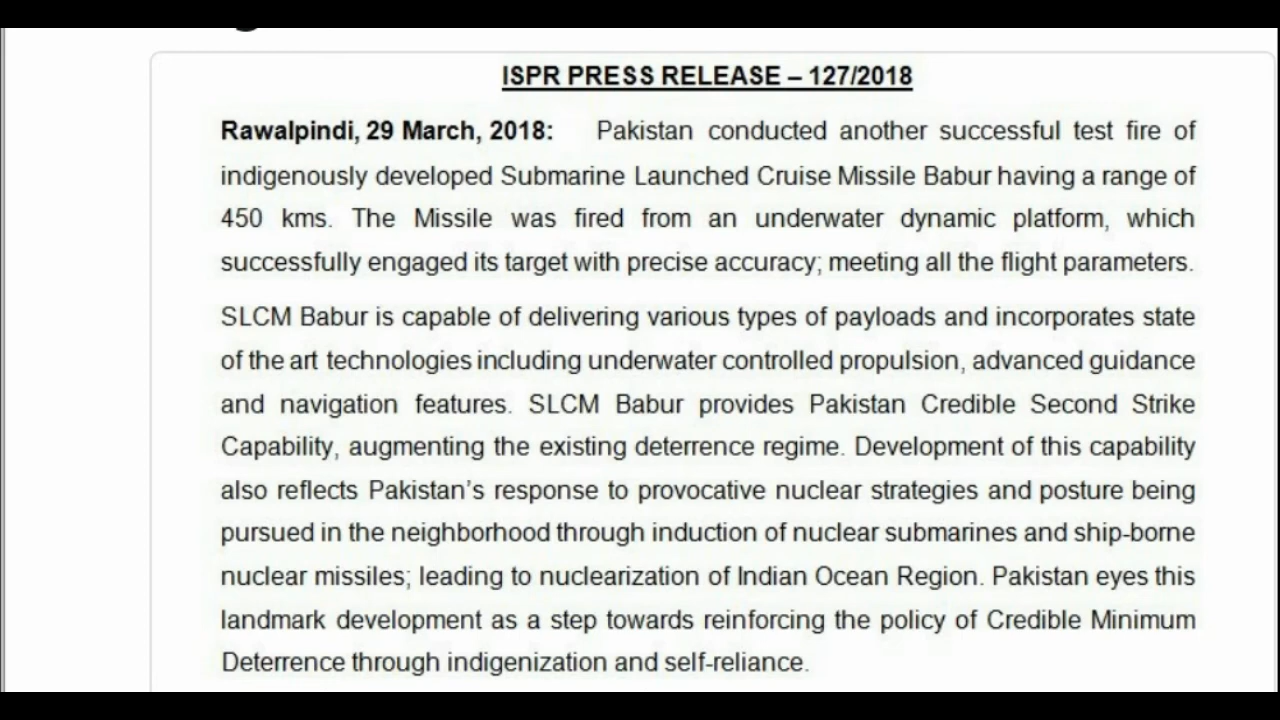 ISPR PRESS RELEASE – 127/2018
Rawalpindi, 29 March, 2018: Pakistan conducted another successful test fire of
indigenously developed Submarine Launched Cruise Missile Babur having a range of
450 kms. The Missile was fired from an underwater dynamic platform, which
successfully engaged its target with precise accuracy; meeting all the flight parameters.
SLCM Babur is capable of delivering various types of payloads and incorporates state
of the art technologies including underwater controlled propulsion, advanced guidance
and navigation features. SLCM Babur provides Pakistan Credible Second Strike
Capability, augmenting the existing deterrence regime. Development of this capability
also reflects Pakistan’s response to provocative nuclear strategies and posture being
pursued in the neighborhood through induction of nuclear submarines and ship-borne
nuclear missiles; leading to nuclearization of Indian Ocean Region. Pakistan eyes this
landmark development as a step towards reinforcing the policy of Credible Minimum
Deterrence through indigenization and self-reliance.